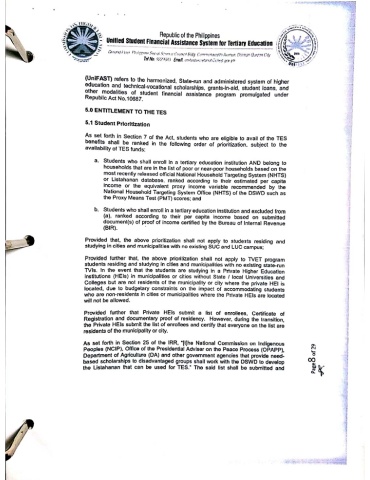 Republic of the Philippines
Unified Student Financial Assistance System for Tertiary Education
(UniFAST) refers to the harmonized, State-run and administered system of higher
education and technical-vocational scholarships, grants-in-aid, student loans, and
other modalities of student financial assistance program promulgated under
Republic Act No.10687.
5.0 ENTITLEMENT TO THE TES
5.1 Student Prioritization
As set forth in Section 7 of the Act, students who are eligible to avail of the TES
benefits shall be ranked in the following order of prioritization, subject to the
availability of TES funds:
a. Students who shall enroll in a tertiary education institution AND belong to
households that are in the list of poor or near-poor households based on the
most recently released official National Household Targeting System (NHTS)
or Listahanan database, ranked according to their estimated per capita
income or the equivalent proxy income variable recommended by the
National Household Targeting System Office (NHTS) of the DSWD such as
the Proxy Means Test (PMT) scores; and
b. Students who shall enroll in a tertiary education institution and excluded from
(a), ranked according to their per capita income based on submitted
document(s) of proof of income certified by the Bureau of Internal Revenue
(BIR).
Provided that, the above prioritization shall not apply to students residing and
studying in cities and municipalities with no existing SUC and LUC campus;
Provided further, that the above prioritization shall not apply to TVET program
students residing and studying in cities and municipalities with no existing state-run
TVIs. In the event that the students are studying in a Private Higher Education
Institutions (HEIs) in municipalities or cities without State / local Universities and
Colleges but are not residents of the municipality or city where the private HEI is
located, due to budgetary constraints on the impact of accommodating students
who are non-residents in cities or municipalities where the Private HEIs are located
will not be allowed.
Provided further that Private HEIs submit a list of enrollees, Certificate of
Registration and documentary proof of residency. However, during the transition,
the Private HEIs submit the list of enrollees and certify that everyone on the list are
residents of the municipality or city.
As set forth in Section 25 of the IRR, "[t]he National Commission on Indigenous
Peoples (NCIP), Office of the Presidential Adviser on the Peace Process (OPAPP),
Department of Agriculture (DA) and other government agencies that provide need-
based scholarships to disadvantaged groups shall work with the DSWD to develop
the Listahanan that can be used for TES." The said list shall be submitted and
Page 8 of 29